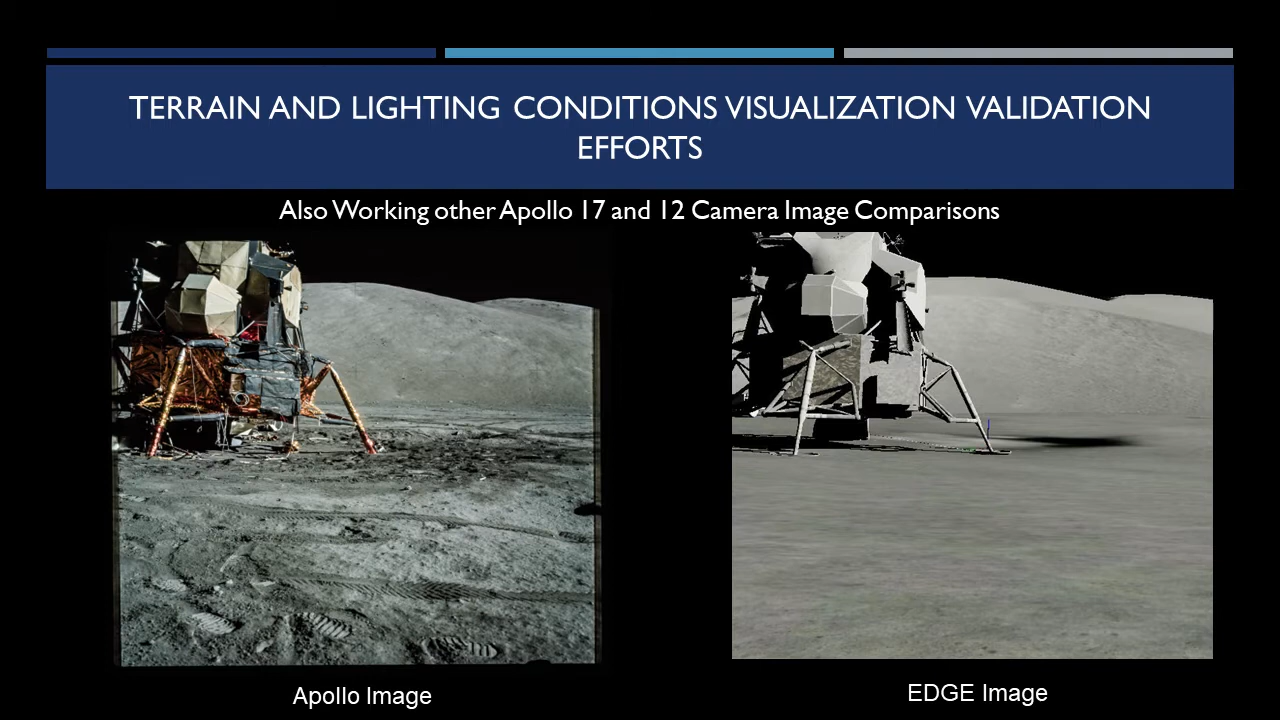 TERRAIN AND LIGHTING CONDITIONS VISUALIZATION VALIDATION
EFFORTS
Also Working other Apollo 17 and 12 Camera Image Comparisons
Apollo Image
EDGE Image